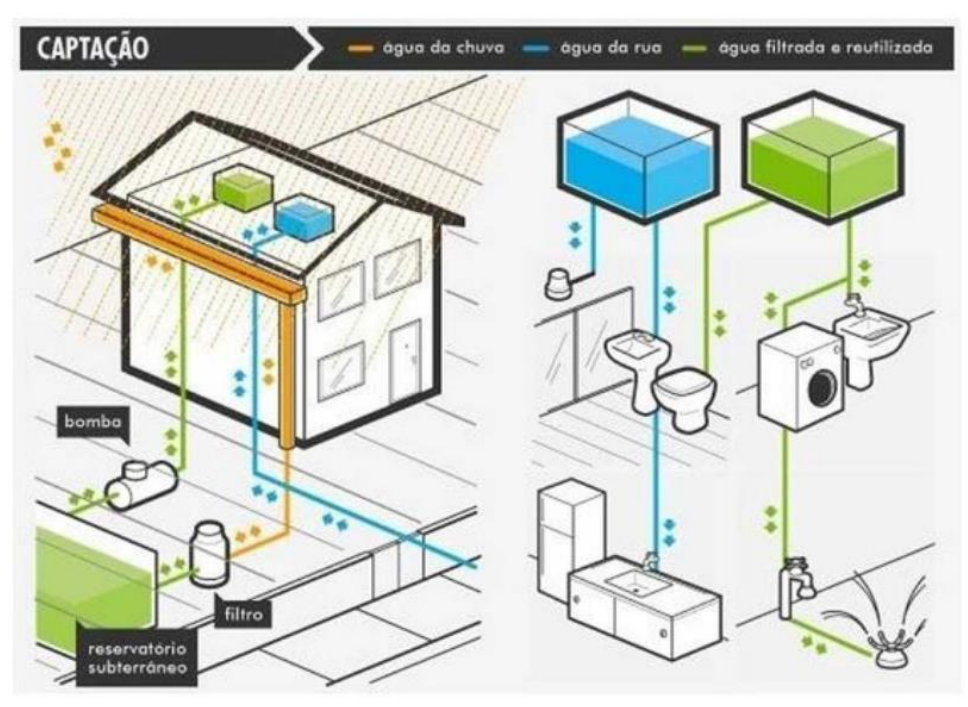 CAPTAÇÃO
água da chuva
água da rua
água filtrada e reutilizada
bomba
filtro
reservatório
subterrâneo